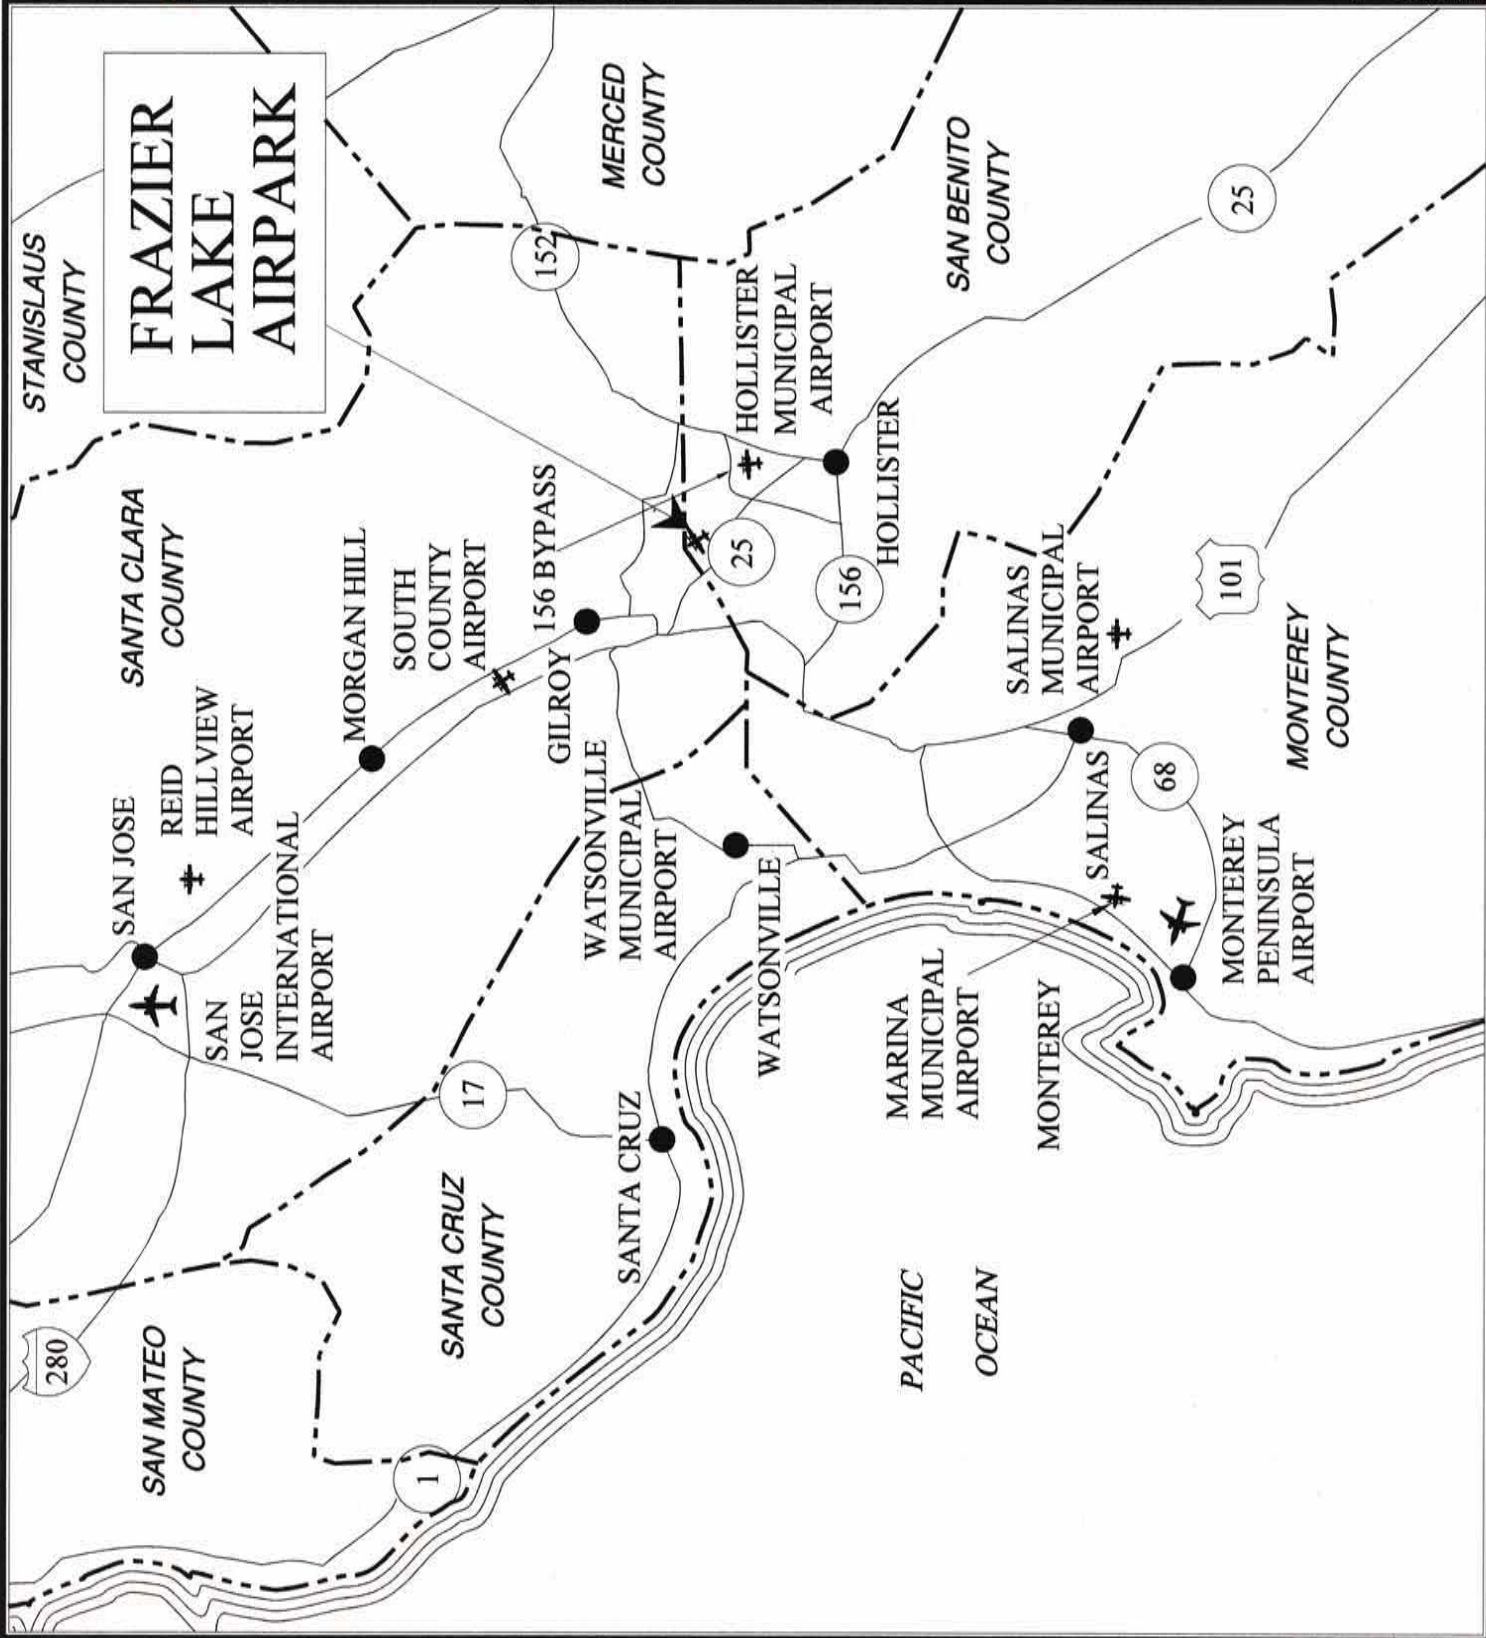 STANISLAUS
COUNTY
FRAZIER
LAKE
AIRPARK
MERCED
COUNTY
152
SAN BENITO
COUNTY
25
SANTA CLARA
COUNTY
HOLLISTER
MUNICIPAL
AIRPORT
HOLLISTER
156 BYPASS
25
156
MORGAN HILL
SOUTH
COUNTY
AIRPORT
GILROY
SALINAS
MUNICIPAL
AIRPORT
101
MONTEREY
COUNTY
SAN JOSE
REID
HILLVIEW
AIRPORT
SAN
JOSE
INTERNATIONAL
AIRPORT
WATSONVILLE
MUNICIPAL
AIRPORT
WATSONVILLE
SALINAS
68
MONTEREY
PENINSULA
AIRPORT
MARINA
MUNICIPAL
AIRPORT
MONTEREY
17
SANTA CRUZ
SANTA CRUZ
COUNTY
PACIFIC
OCEAN
280
SAN MATEO
COUNTY
1